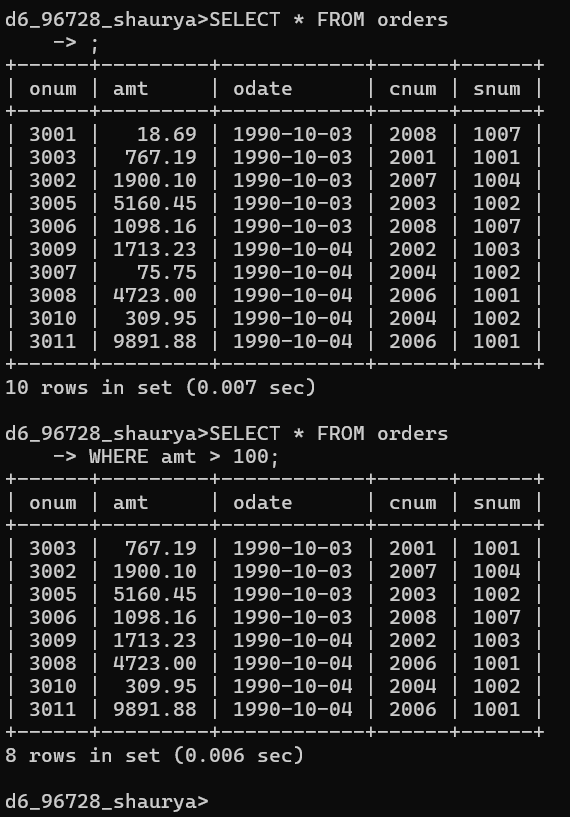 d6_96728_shaurya>SELECT * FROM orders
    -> ;
+------+---------+------------+------+------+
| onum | amt     | odate      | cnum | snum |
+------+---------+------------+------+------+
| 3001 |   18.69 | 1990-10-03 | 2008 | 1007 |
| 3003 |  767.19 | 1990-10-03 | 2001 | 1001 |
| 3002 | 1900.10 | 1990-10-03 | 2007 | 1004 |
| 3005 | 5160.45 | 1990-10-03 | 2003 | 1002 |
| 3006 | 1098.16 | 1990-10-03 | 2008 | 1007 |
| 3009 | 1713.23 | 1990-10-04 | 2002 | 1003 |
| 3007 |   75.75 | 1990-10-04 | 2004 | 1002 |
| 3008 | 4723.00 | 1990-10-04 | 2006 | 1001 |
| 3010 |  309.95 | 1990-10-04 | 2004 | 1002 |
| 3011 | 9891.88 | 1990-10-04 | 2006 | 1001 |
+------+---------+------------+------+------+
10 rows in set (0.007 sec)

d6_96728_shaurya>SELECT * FROM orders
    -> WHERE amt > 100;
+------+---------+------------+------+------+
| onum | amt     | odate      | cnum | snum |
+------+---------+------------+------+------+
| 3003 |  767.19 | 1990-10-03 | 2001 | 1001 |
| 3002 | 1900.10 | 1990-10-03 | 2007 | 1004 |
| 3005 | 5160.45 | 1990-10-03 | 2003 | 1002 |
| 3006 | 1098.16 | 1990-10-03 | 2008 | 1007 |
| 3009 | 1713.23 | 1990-10-04 | 2002 | 1003 |
| 3008 | 4723.00 | 1990-10-04 | 2006 | 1001 |
| 3010 |  309.95 | 1990-10-04 | 2004 | 1002 |
| 3011 | 9891.88 | 1990-10-04 | 2006 | 1001 |
+------+---------+------------+------+------+
8 rows in set (0.006 sec)

d6_96728_shaurya>